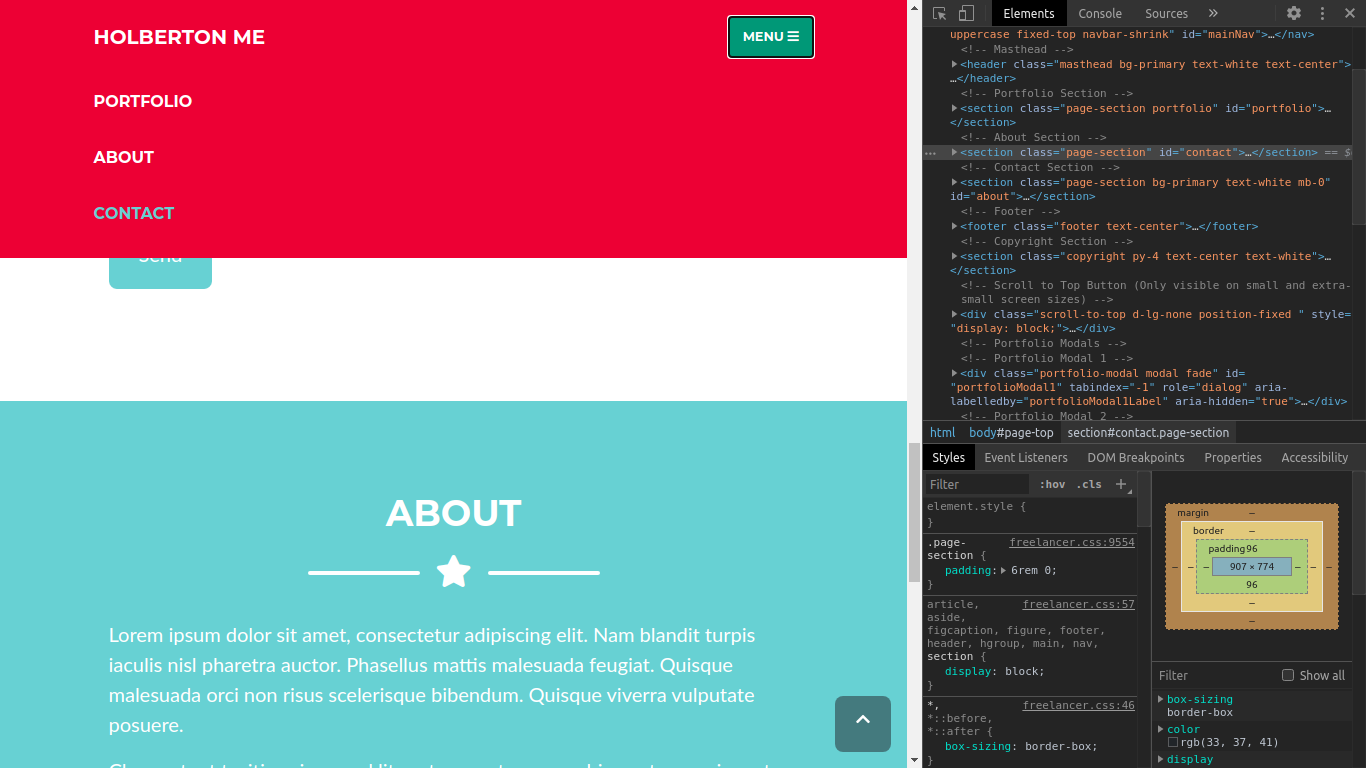 HOLBERTON ME
MENU
PORTFOLIO
ABOUT
CONTACT
Send
ABOUT
Lorem ipsum dolor sit amet, consectetur adipiscing elit. Nam blandit turpis
iaculis nisl pharetra auctor. Phasellus mattis malesuada feugiat. Quisque
malesuada orci non risus scelerisque bibendum. Quisque viverra vulputate
posuere.
Elements Console Sources »
uppercase fixed-top navbar-shrink" id="mainNav">…</nav>
<!-- Masthead -->
<header class="masthead bg-primary text-white text-center">
…</header>
<!-- Portfolio Section -->
<section class="page-section portfolio" id="portfolio">…
</section>
<!-- About Section -->
<section class="page-section" id="contact">…</section> == $
<!-- Contact Section -->
<section class="page-section bg-primary text-white mb-0"
id="about">…</section>
<!-- Footer -->
<footer class="footer text-center">…</footer>
<!-- Copyright Section -->
<section class="copyright py-4 text-center text-white">…
</section>
<!-- Scroll to Top Button (Only visible on small and extra-
small screen sizes) -->
<div class="scroll-to-top d-lg-none position-fixed " style=
"display: block;">…</div>
<!-- Portfolio Modals -->
<!-- Portfolio Modal 1 -->
<div class="portfolio-modal modal fade" id=
"portfolioModal1" tabindex="-1" role="dialog" aria-
labelledby="portfolioModal1Label" aria-hidden="true">…</div>
<!-- Portfolio Modal 2 -->
html body#page-top section#contact.page-section
Styles Event Listeners DOM Breakpoints Properties Accessibility
Filter :hov .cls +
element.style {
}
.page- freelancer.css:9554
section {
padding: 6rem 0;
}
article, freelancer.css:57
aside,
figcaption, figure, footer,
header, hgroup, main, nav,
section {
display: block;
}
*, freelancer.css:46
*::before,
*::after {
box-sizing: border-box;
}
margin –
border –
padding 96
– – – 907 × 774 – – –
96
–
–
Filter Show all
box-sizing
border-box
color
rgb(33, 37, 41)
display